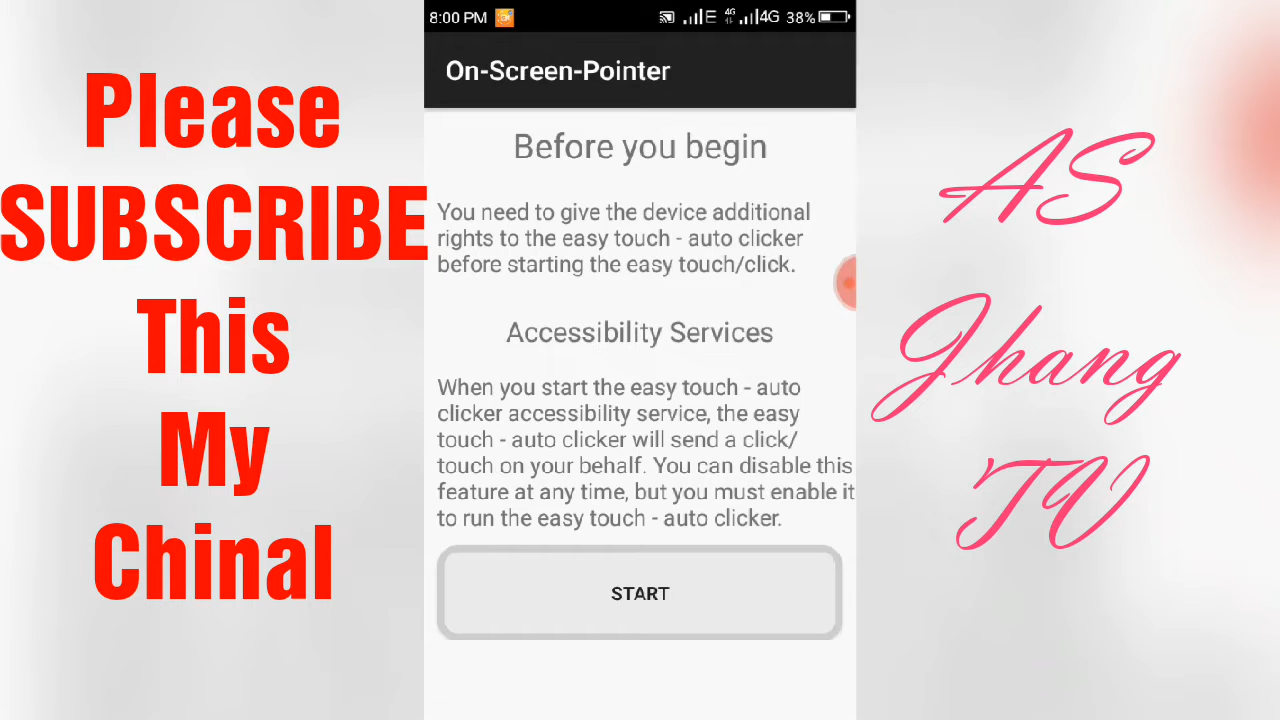 Please
SUBSCRIBE
This
My
Chinal
8:00 PM
E 4G 4G 38%
On-Screen-Pointer
Before you begin
You need to give the device additional
rights to the easy touch - auto clicker
before starting the easy touch/click.
Accessibility Services
When you start the easy touch - auto
clicker accessibility service, the easy
touch - auto clicker will send a click/
touch on your behalf. You can disable this
feature at any time, but you must enable it
to run the easy touch - auto clicker.
START
AS
Jhang
TV